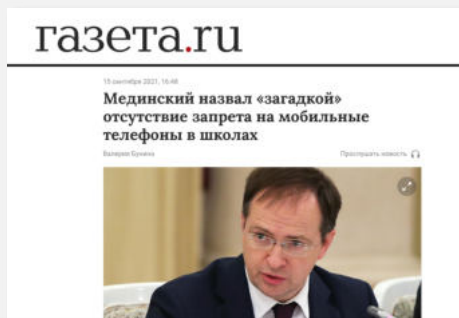 газета.ru
15 сентября 2021, 16:48
Мединский назвал «загадкой»
отсутствие запрета на мобильные
телефоны в школах
Валерия Бунина
Прослушать новость